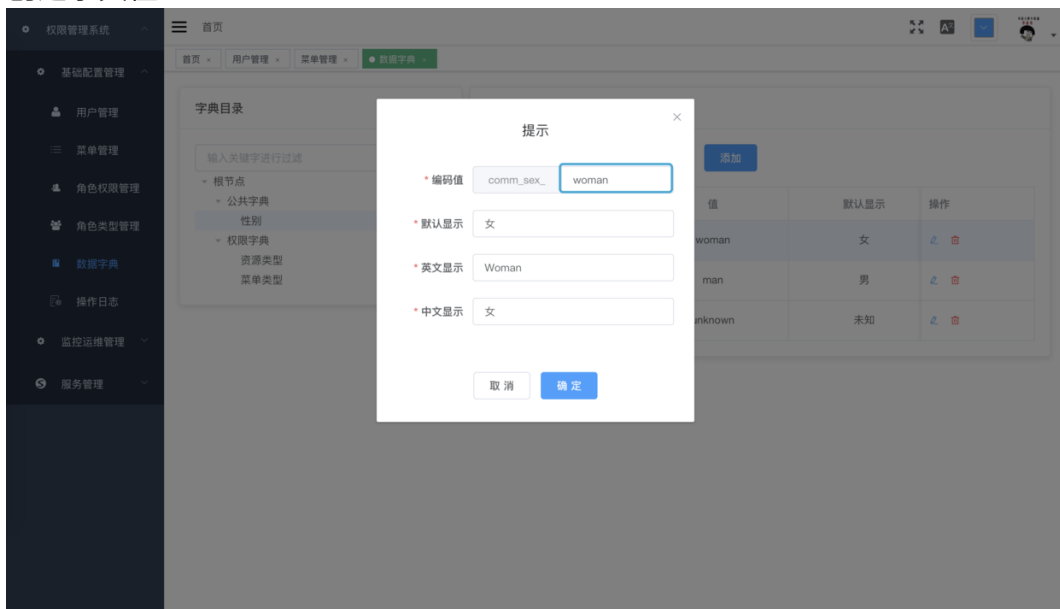 权限管理系统
首页
首页 ×
用户管理 ×
菜单管理 ×
数据字典 ×
基础配置管理
用户管理
菜单管理
角色权限管理
角色类型管理
数据字典
操作日志
监控运维管理
服务管理
字典目录
输入关键字进行过滤
根节点
公共字典
性别
权限字典
资源类型
菜单类型
提示
* 编码值 comm_sex_ woman
* 默认显示 女
* 英文显示 Woman
* 中文显示 女
取 消 确 定
添加
值 默认显示 操作
woman 女
man 男
未知